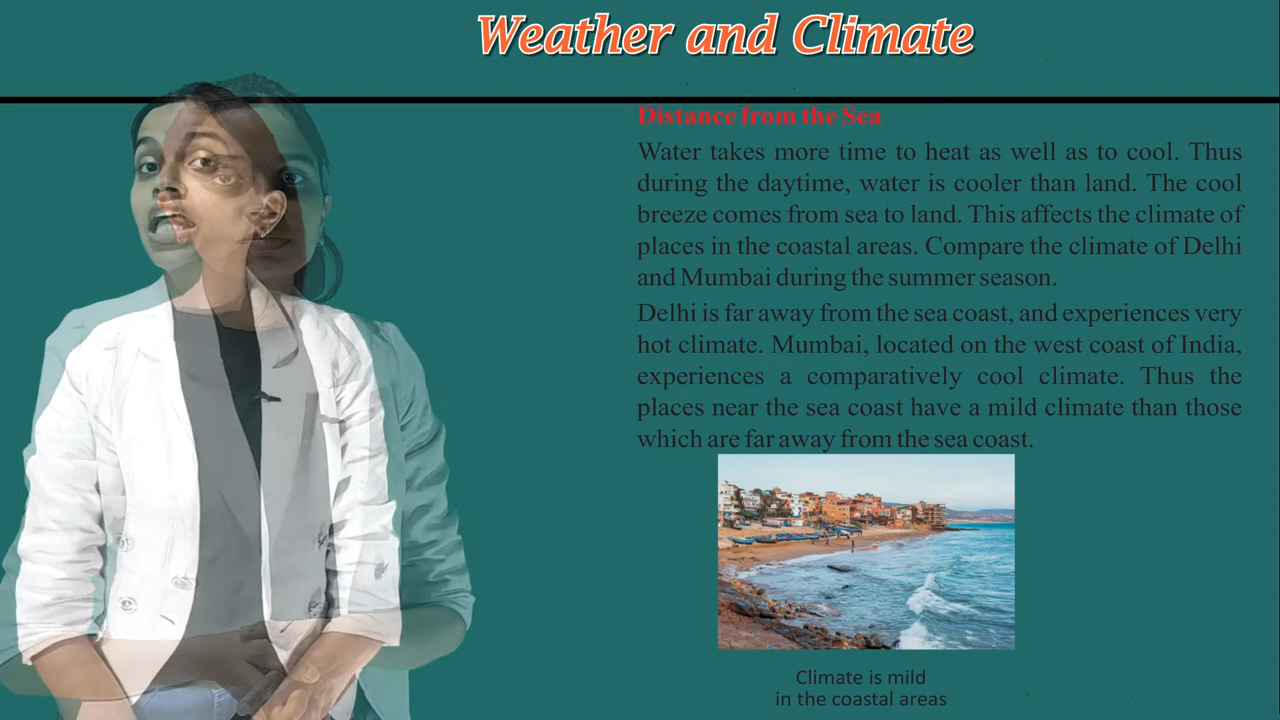 Weather and Climate
Distance from the Sea
Water takes more time to heat as well as to cool. Thus
during the daytime, water is cooler than land. The cool
breeze comes from sea to land. This affects the climate of
places in the coastal areas. Compare the climate of Delhi
and Mumbai during the summer season.
Delhi is far away from the sea coast, and experiences very
hot climate. Mumbai, located on the west coast of India,
experiences a comparatively cool climate. Thus the
places near the sea coast have a mild climate than those
which are far away from the sea coast.
Climate is mild
in the coastal areas